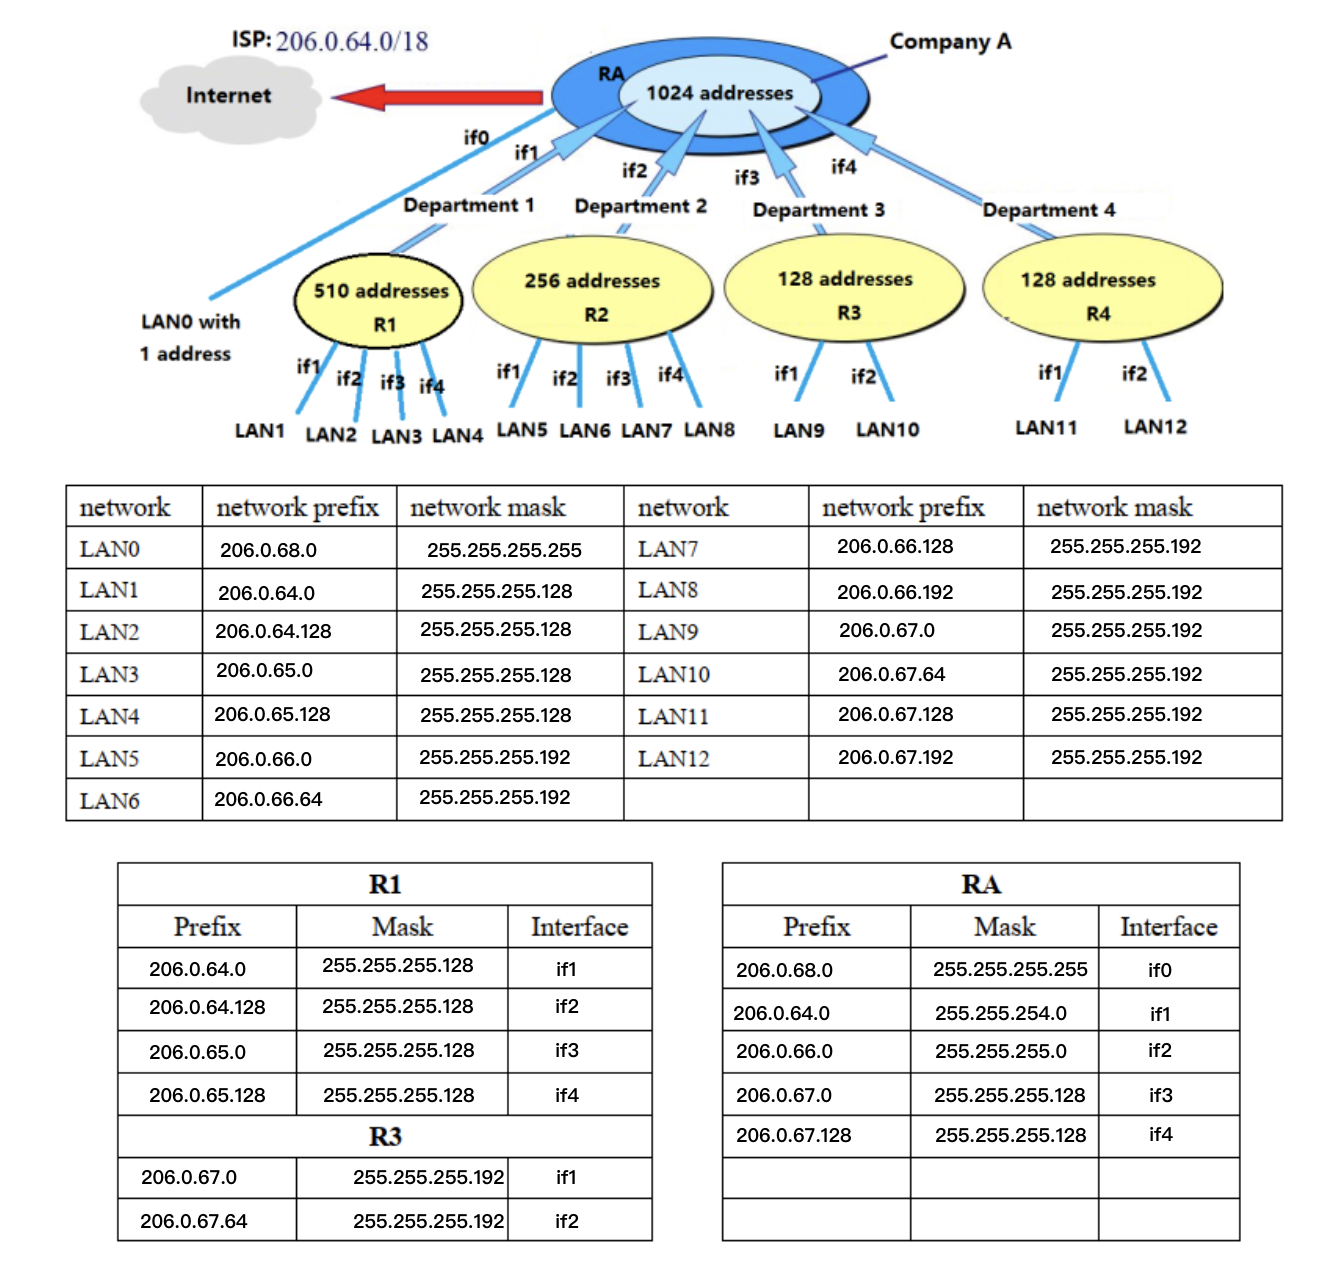 ISP: 206.0.64.0/18
Company A
Internet
RA
1024 addresses
if0
if1
if2
if3
if4
Department 1
Department 2
Department 3
Department 4
LAN0 with
1 address
510 addresses
R1
256 addresses
R2
128 addresses
R3
128 addresses
R4
if1
if2
if3
if4
if1
if2
if3
if4
if1
if2
if1
if2
LAN1
LAN2
LAN3
LAN4
LAN5
LAN6
LAN7
LAN8
LAN9
LAN10
LAN11
LAN12
network network prefix network mask network network prefix network mask
LAN0 206.0.68.0 255.255.255.255 LAN7 206.0.66.128 255.255.255.192
LAN1 206.0.64.0 255.255.255.128 LAN8 206.0.66.192 255.255.255.192
LAN2 206.0.64.128 255.255.255.128 LAN9 206.0.67.0 255.255.255.192
LAN3 206.0.65.0 255.255.255.128 LAN10 206.0.67.64 255.255.255.192
LAN4 206.0.65.128 255.255.255.128 LAN11 206.0.67.128 255.255.255.192
LAN5 206.0.66.0 255.255.255.192 LAN12 206.0.67.192 255.255.255.192
LAN6 206.0.66.64 255.255.255.192
R1
Prefix Mask Interface
206.0.64.0 255.255.255.128 if1
206.0.64.128 255.255.255.128 if2
206.0.65.0 255.255.255.128 if3
206.0.65.128 255.255.255.128 if4
R3
206.0.67.0 255.255.255.192 if1
206.0.67.64 255.255.255.192 if2
RA
Prefix Mask Interface
206.0.68.0 255.255.255.255 if0
206.0.64.0 255.255.254.0 if1
206.0.66.0 255.255.255.0 if2
206.0.67.0 255.255.255.128 if3
206.0.67.128 255.255.255.128 if4